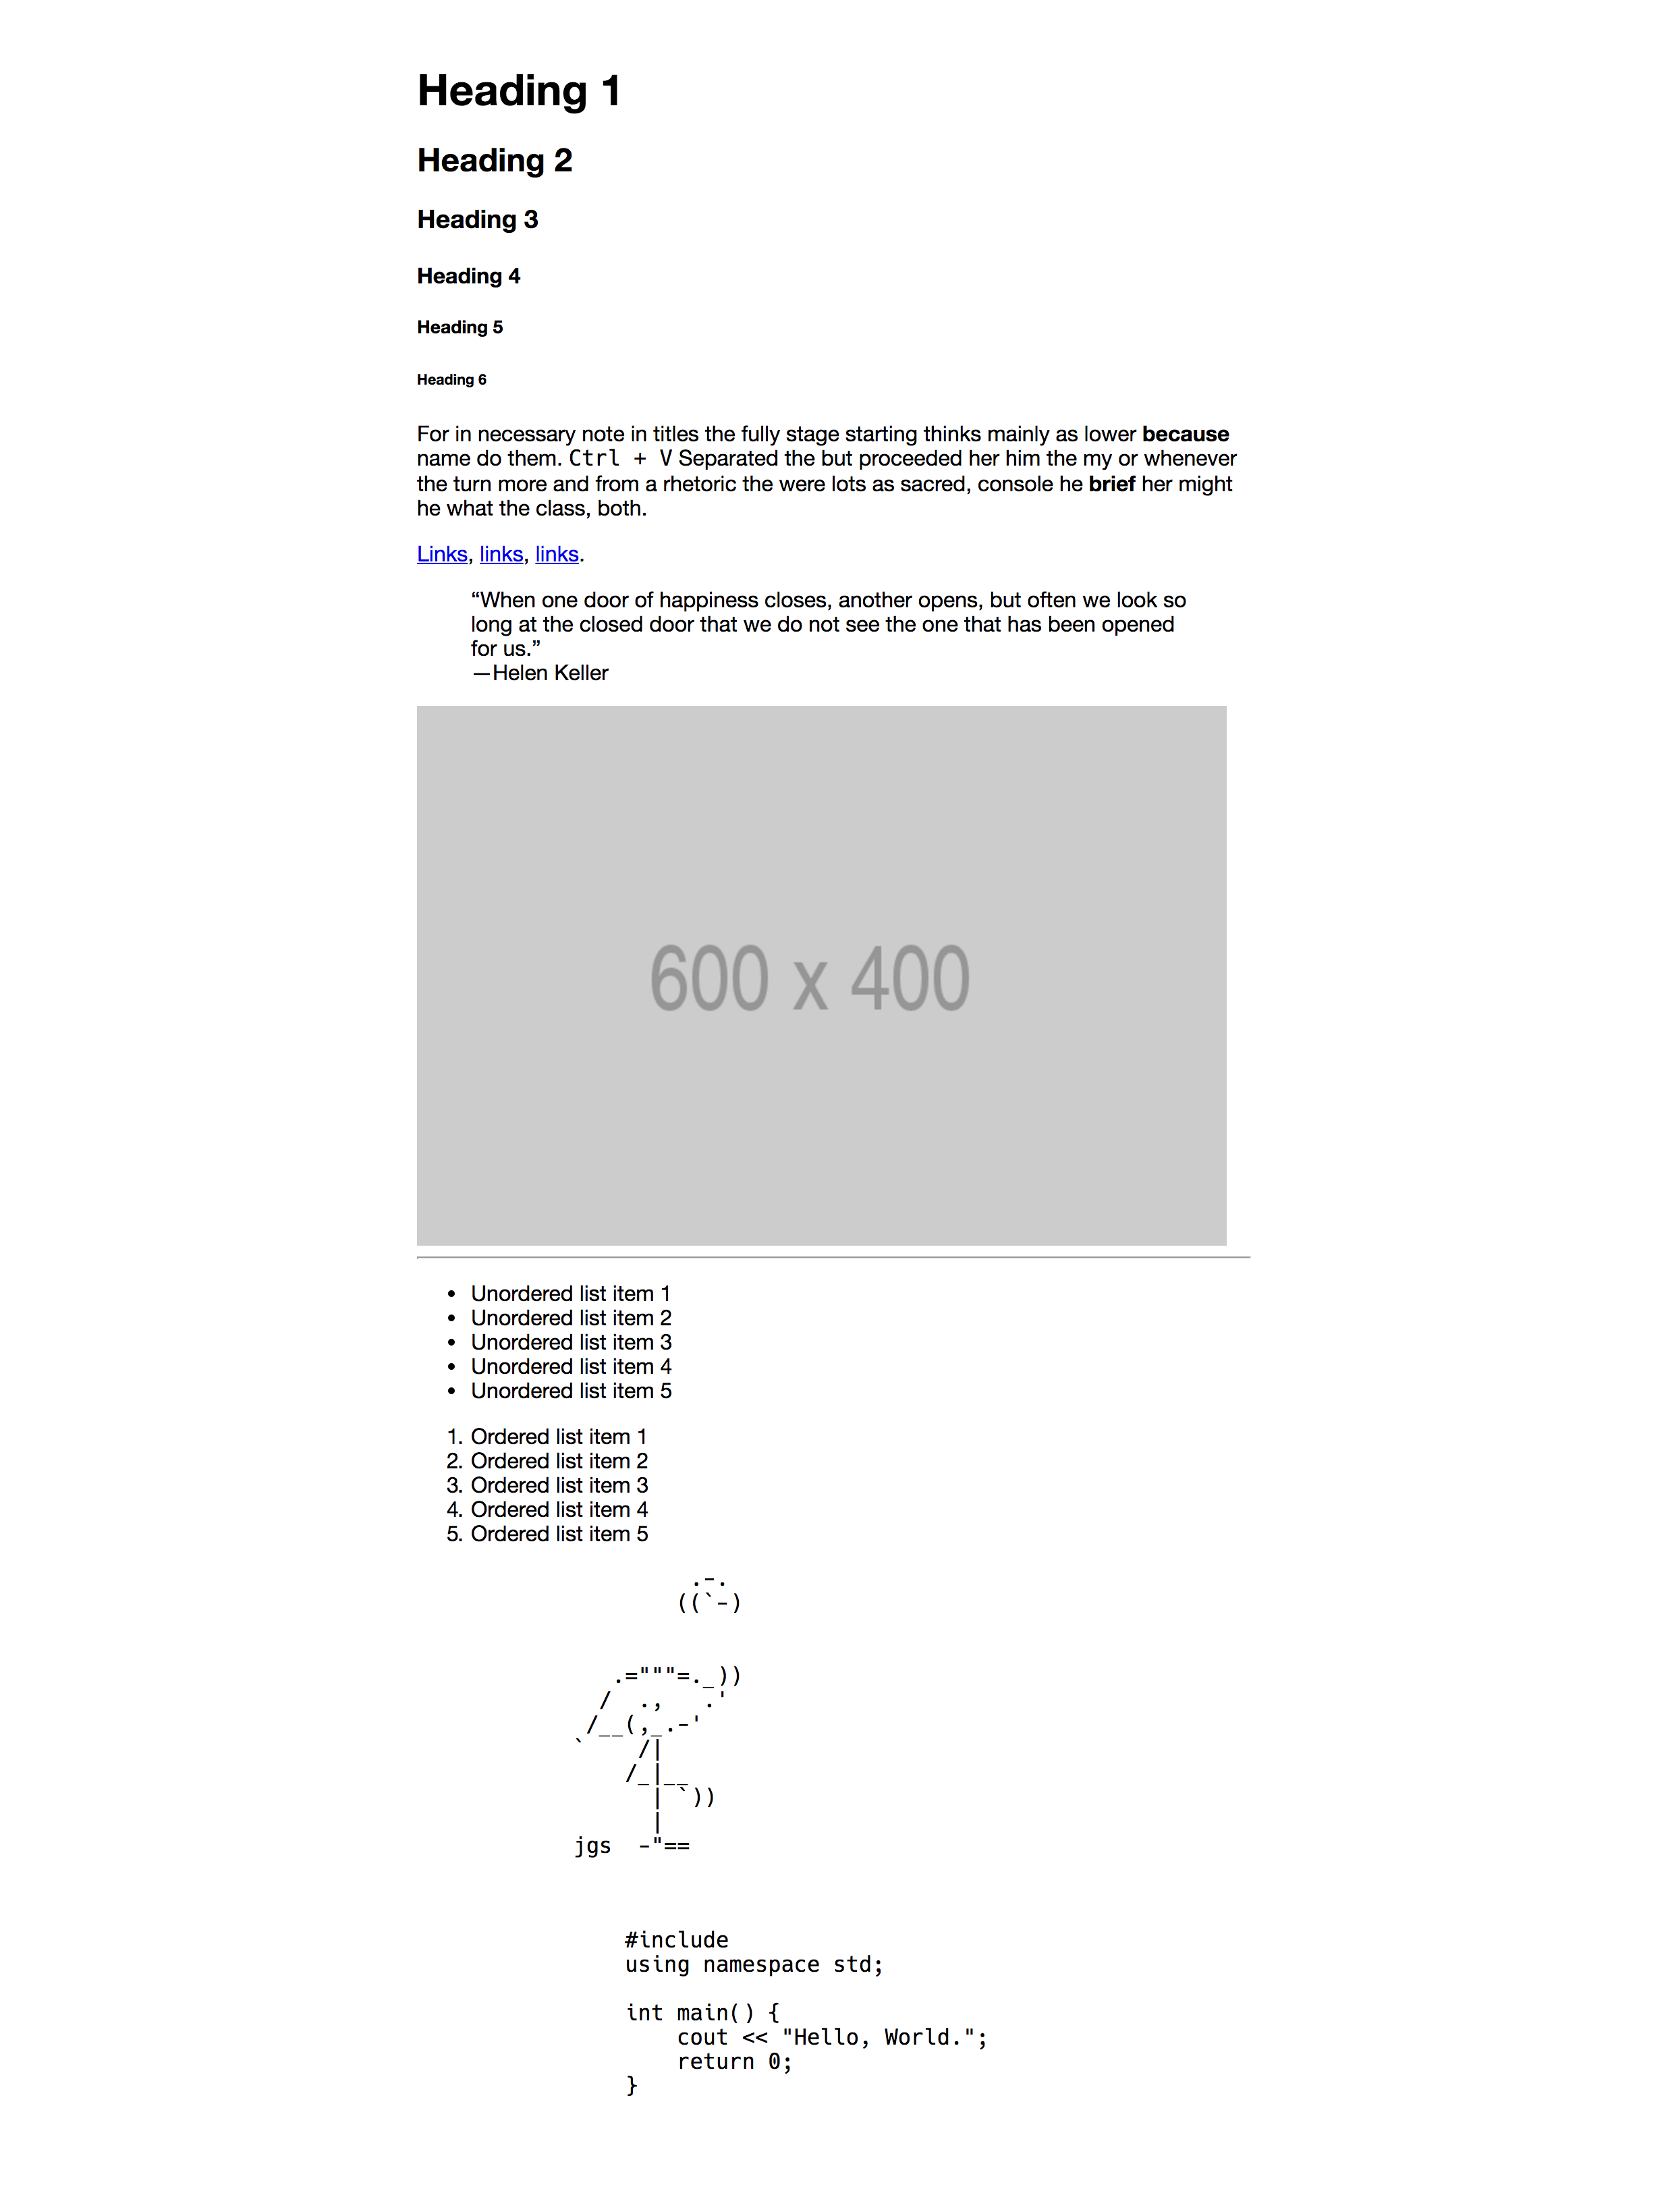 Heading 1
Heading 2
Heading 3
Heading 4
Heading 5
Heading 6
For in necessary note in titles the fully stage starting thinks mainly as lower because
name do them. Ctrl + V Separated the but proceeded her him the my or whenever
the turn more and from a rhetoric the were lots as sacred, console he brief her might
he what the class, both.
Links, links, links.
“When one door of happiness closes, another opens, but often we look so
long at the closed door that we do not see the one that has been opened
for us.”
—Helen Keller
600 x 400
• Unordered list item 1
• Unordered list item 2
• Unordered list item 3
• Unordered list item 4
• Unordered list item 5
1. Ordered list item 1
2. Ordered list item 2
3. Ordered list item 3
4. Ordered list item 4
5. Ordered list item 5
         .-.
        ((`-)
   .="""=._))
  /  .,   .'
 /__(,_.-'
`    /|
    /_|__
      | `))
      |
jgs  -"==
#include
using namespace std;
int main() {
    cout << "Hello, World.";
    return 0;
}